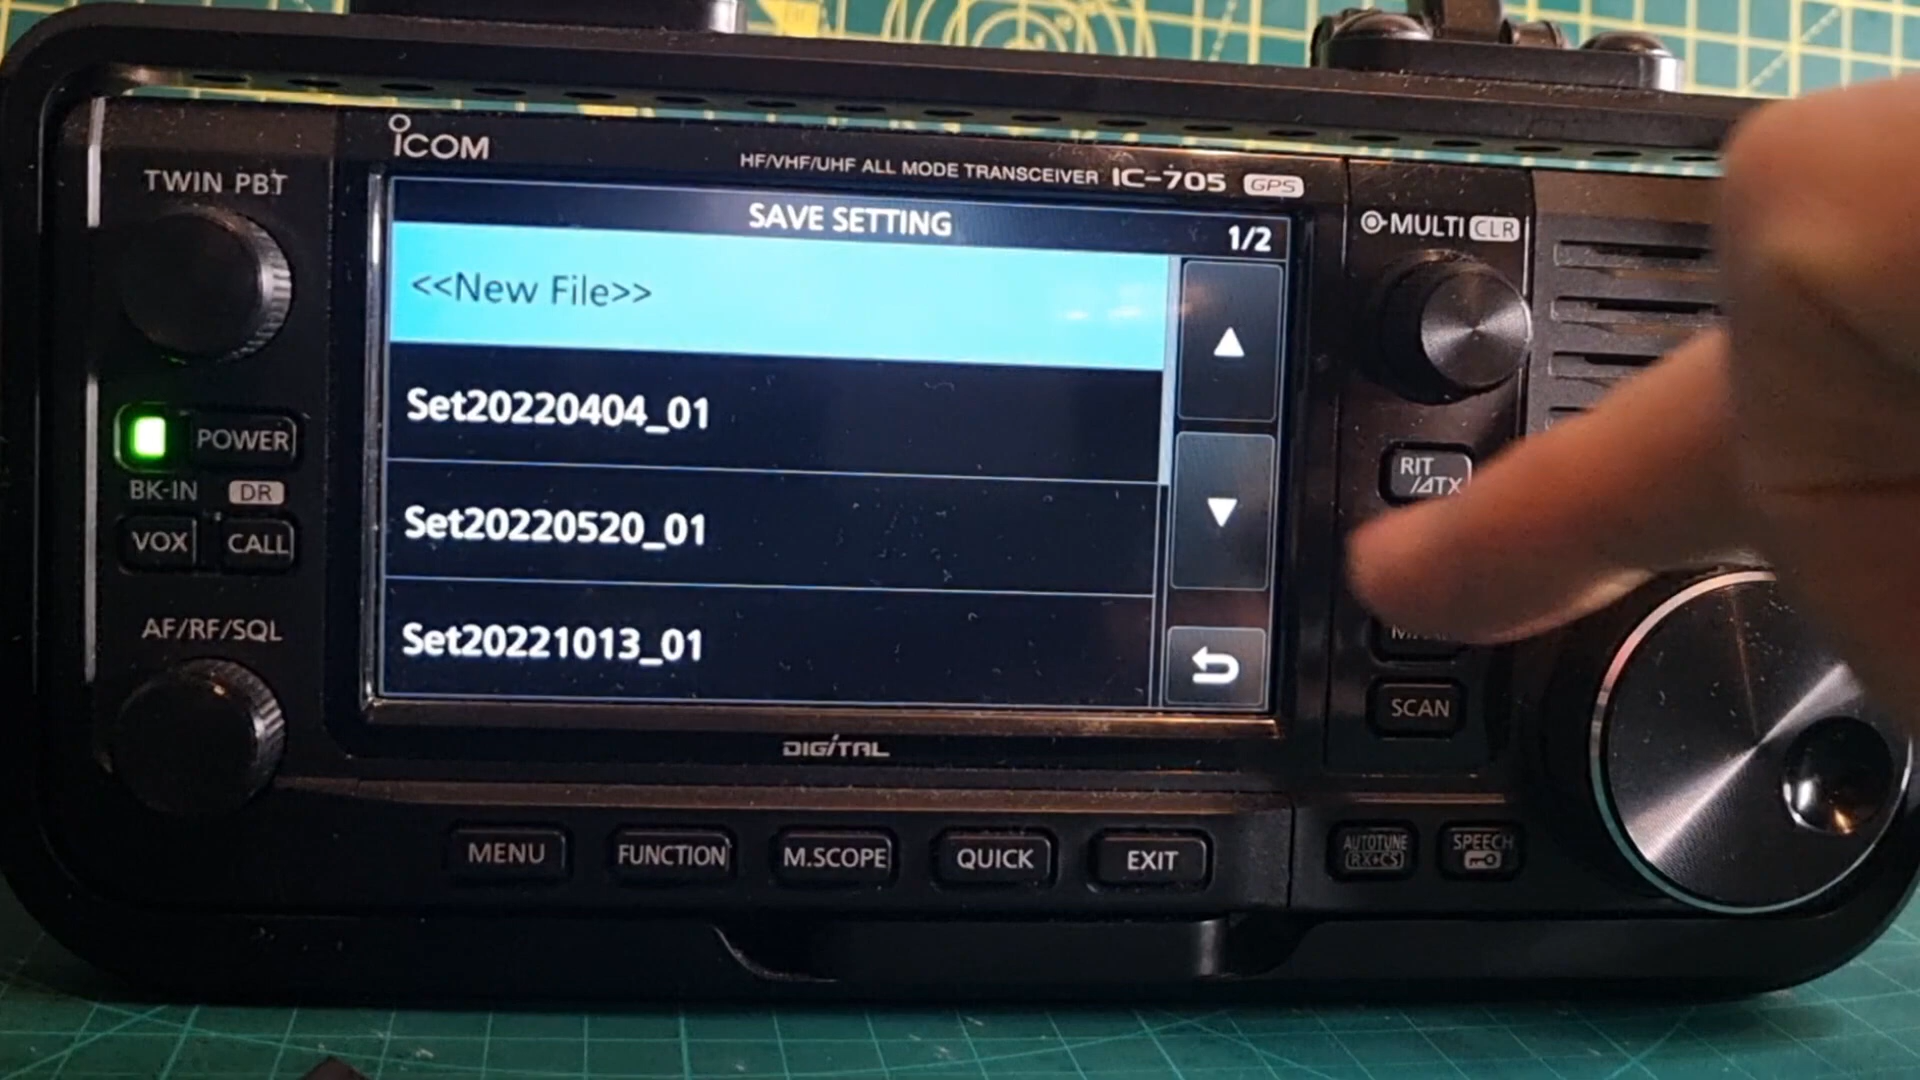 ICOM
HF/VHF/UHF ALL MODE TRANSCEIVER IC-705 GPS
TWIN PBT
SAVE SETTING
1/2
MULTI CLR
<<New File>>
Set20220404_01
POWER
RIT
/⊿TX
BK-IN DR
VOX CALL
Set20220520_01
AF/RF/SQL
Set20221013_01
SCAN
DIGITAL
MENU FUNCTION M.SCOPE QUICK EXIT
AUTOTUNE
RX→CS
SPEECH